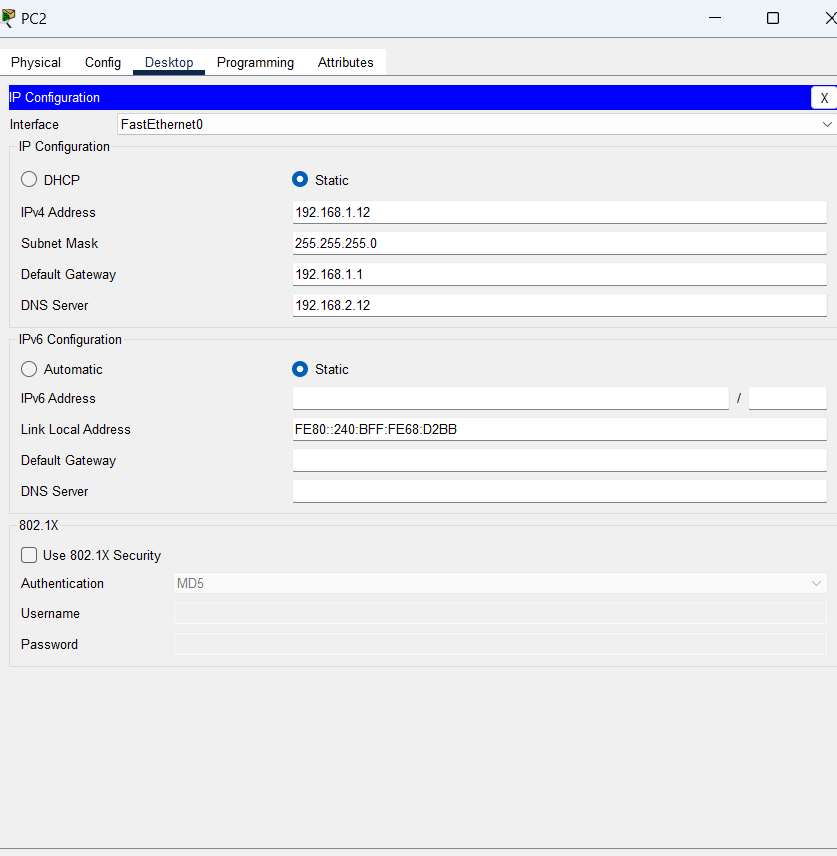 PC2
Physical Config Desktop Programming Attributes
IP Configuration X
Interface FastEthernet0
IP Configuration
DHCP Static
IPv4 Address 192.168.1.12
Subnet Mask 255.255.255.0
Default Gateway 192.168.1.1
DNS Server 192.168.2.12
IPv6 Configuration
Automatic Static
IPv6 Address /
Link Local Address FE80::240:BFF:FE68:D2BB
Default Gateway
DNS Server
802.1X
Use 802.1X Security
Authentication MD5
Username
Password